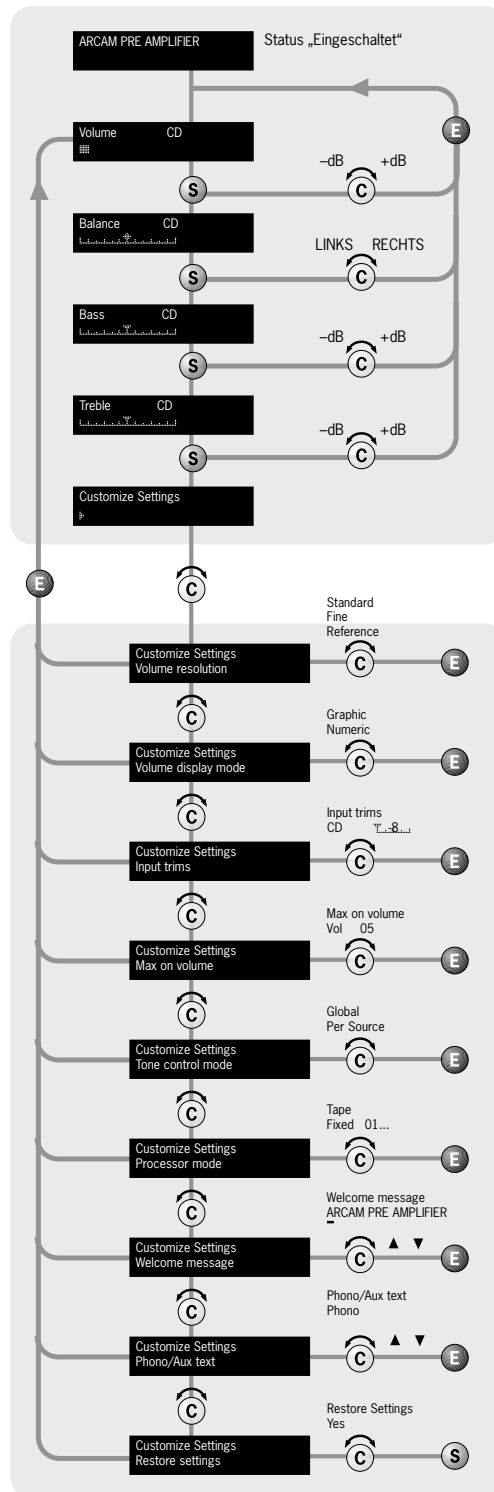 ARCAM PRE AMPLIFIER
Status „Eingeschaltet“
Volume CD
E
–dB +dB
S
C
Balance CD
LINKS RECHTS
S
C
Bass CD
–dB +dB
S
C
Treble CD
–dB +dB
S
C
Customize Settings
E
C
Standard
Fine
Reference
Customize Settings
Volume resolution
C
E
C
Graphic
Numeric
Customize Settings
Volume display mode
C
E
C
Input trims
CD -8
Customize Settings
Input trims
C
E
C
Max on volume
Vol 05
Customize Settings
Max on volume
C
E
C
Global
Per Source
Customize Settings
Tone control mode
C
E
C
Tape
Fixed 01...
Customize Settings
Processor mode
C
E
C
Welcome message
ARCAM PRE AMPLIFIER
Customize Settings
Welcome message
C ▲ ▼
E
C
Phono/Aux text
Phono
Customize Settings
Phono/Aux text
C ▲ ▼
E
C
Restore Settings
Yes
Customize Settings
Restore settings
C
S